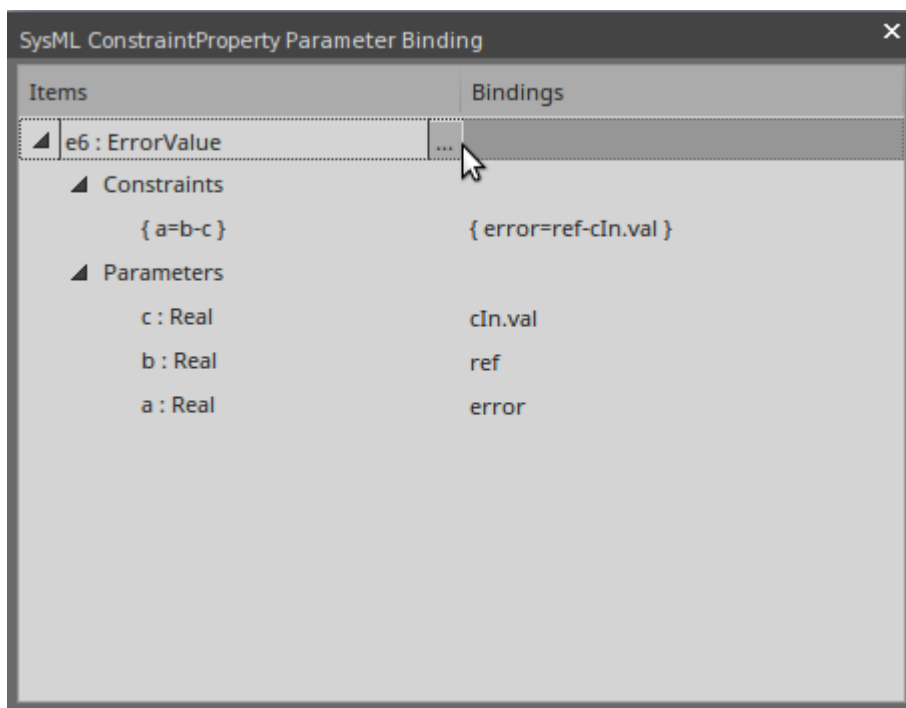 SysML ConstraintProperty Parameter Binding
Items Bindings
e6 : ErrorValue ...
Constraints
{ a=b-c } { error=ref-cIn.val }
Parameters
c : Real cIn.val
b : Real ref
a : Real error